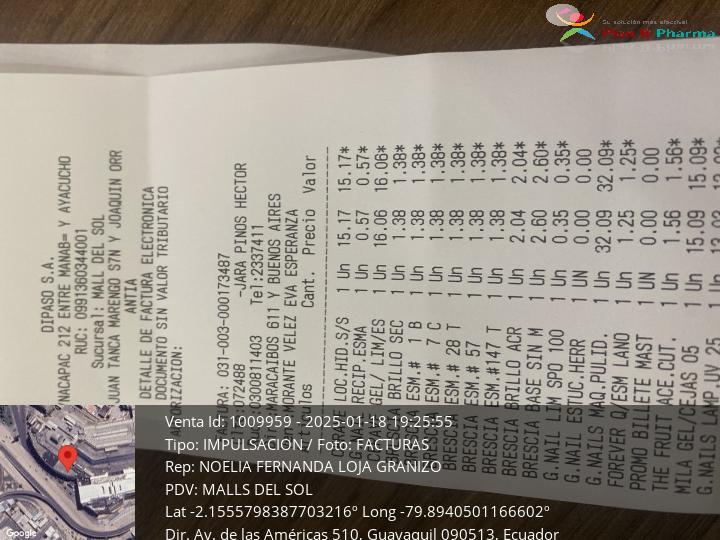 Su solución más efectiva!
Plan B Pharma
DIPASO S.A.
NACAPAC 212 ENTRE MANAB= Y AYACUCHO
RUC: 0991360344001
Sucursal: MALL DEL SOL
JUAN TANCA MARENGO S7N Y JOAQUIN ORR
ANTIA
DETALLE DE FACTURA ELECTRONICA
DOCUMENTO SIN VALOR TRIBUTARIO
AUTORIZACION:
031-003-000173487
072488 -JARA PINOS HECTOR
0300811403 Tel:2337411
MARACAIBOS 611 Y BUENOS AIRES
MORANTE VELEZ EVA ESPERANZA
Cant. Precio Valor
LOC.HID.S/S 1 Un 15.17 15.17*
RECIP.ESMA 1 Un 0.57 0.57*
GEL/ LIM/ES 1 Un 16.06 16.06*
BRILLO SEC 1 Un 1.38 1.38*
ESM.# 1 B 1 Un 1.38 1.38*
ESM.# 7 C 1 Un 1.38 1.38*
BRESCIA ESM.# 28 T 1 Un 1.38 1.38*
BRESCIA ESM.# 57 1 Un 1.38 1.38*
BRESCIA ESM.#147 T 1 Un 1.38 1.38*
BRESCIA BRILLO ACR 1 Un 2.04 2.04*
BRESCIA BASE SIN M 1 Un 2.60 2.60*
G.NAIL LIM SPO 100 1 Un 0.35 0.35*
G.NAIL ESTUC.HERR 1 UN 0.00 0.00
G.NAILS MAQ.PULID. 1 Un 32.09 32.09*
FOREVER Q/ESM LANO 1 Un 1.25 1.25*
PROMO BILLETE MAST 1 UN 0.00 0.00
THE FRUIT ACE.CUT. 1 Un 1.56 1.56*
MILA GEL/CEJAS 05 1 Un 15.09 15.09*
G.NAILS LAMP.UV 25 1 Un
Venta Id: 1009959 - 2025-01-18 19:25:55
Tipo: IMPULSACIÓN / Foto: FACTURAS
Rep: NOELIA FERNANDA LOJA GRANIZO
PDV: MALLS DEL SOL
Lat -2.1555798387703216º Long -79.8940501166602º
Dir. Av. de las Américas 510, Guayaquil 090513, Ecuador
Google